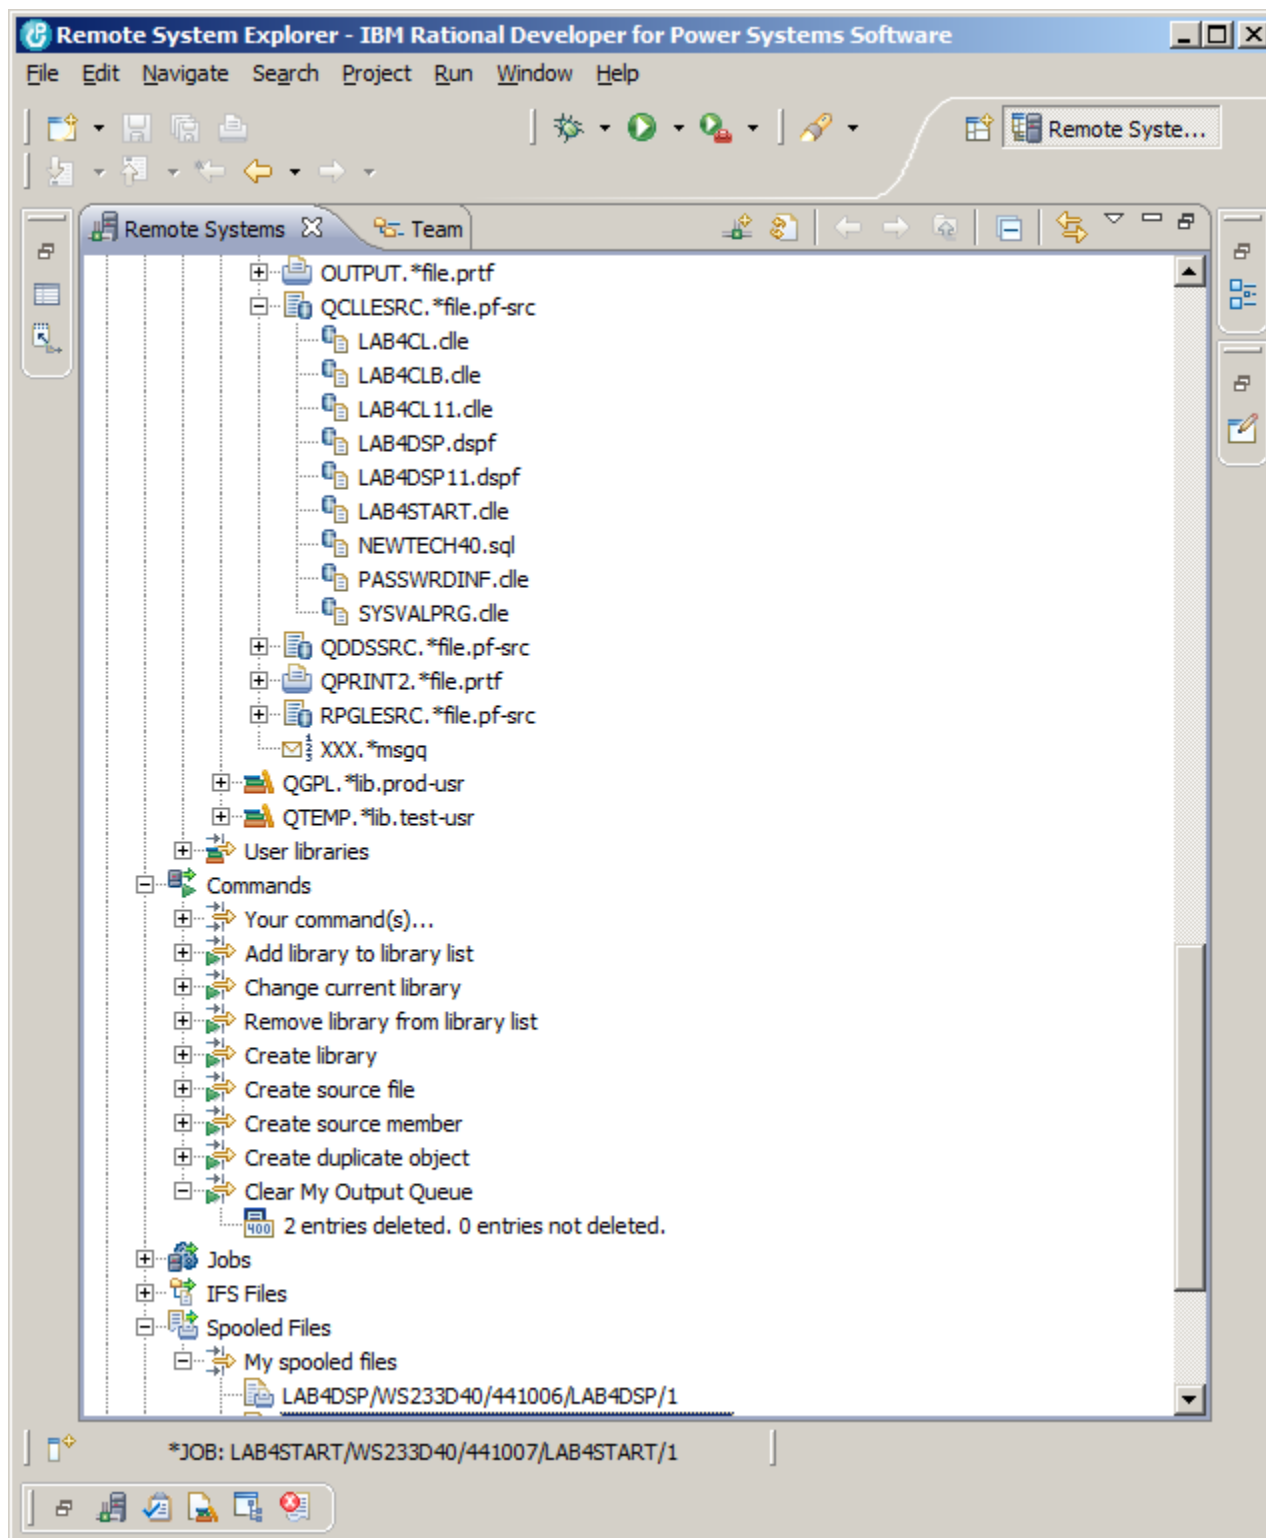 Remote System Explorer - IBM Rational Developer for Power Systems Software
File Edit Navigate Search Project Run Window Help
Remote Syste...
Remote Systems Team
OUTPUT.*file.prtf
QCLLESRC.*file.pf-src
LAB4CL.clle
LAB4CLB.clle
LAB4CL11.clle
LAB4DSP.dspf
LAB4DSP11.dspf
LAB4START.clle
NEWTECH40.sql
PASSWRDINF.clle
SYSVALPRG.clle
QDDSSRC.*file.pf-src
QPRINT2.*file.prtf
RPGLESRC.*file.pf-src
XXX.*msgq
QGPL.*lib.prod-usr
QTEMP.*lib.test-usr
User libraries
Commands
Your command(s)...
Add library to library list
Change current library
Remove library from library list
Create library
Create source file
Create source member
Create duplicate object
Clear My Output Queue
2 entries deleted. 0 entries not deleted.
Jobs
IFS Files
Spooled Files
My spooled files
LAB4DSP/WS233D40/441006/LAB4DSP/1
*JOB: LAB4START/WS233D40/441007/LAB4START/1